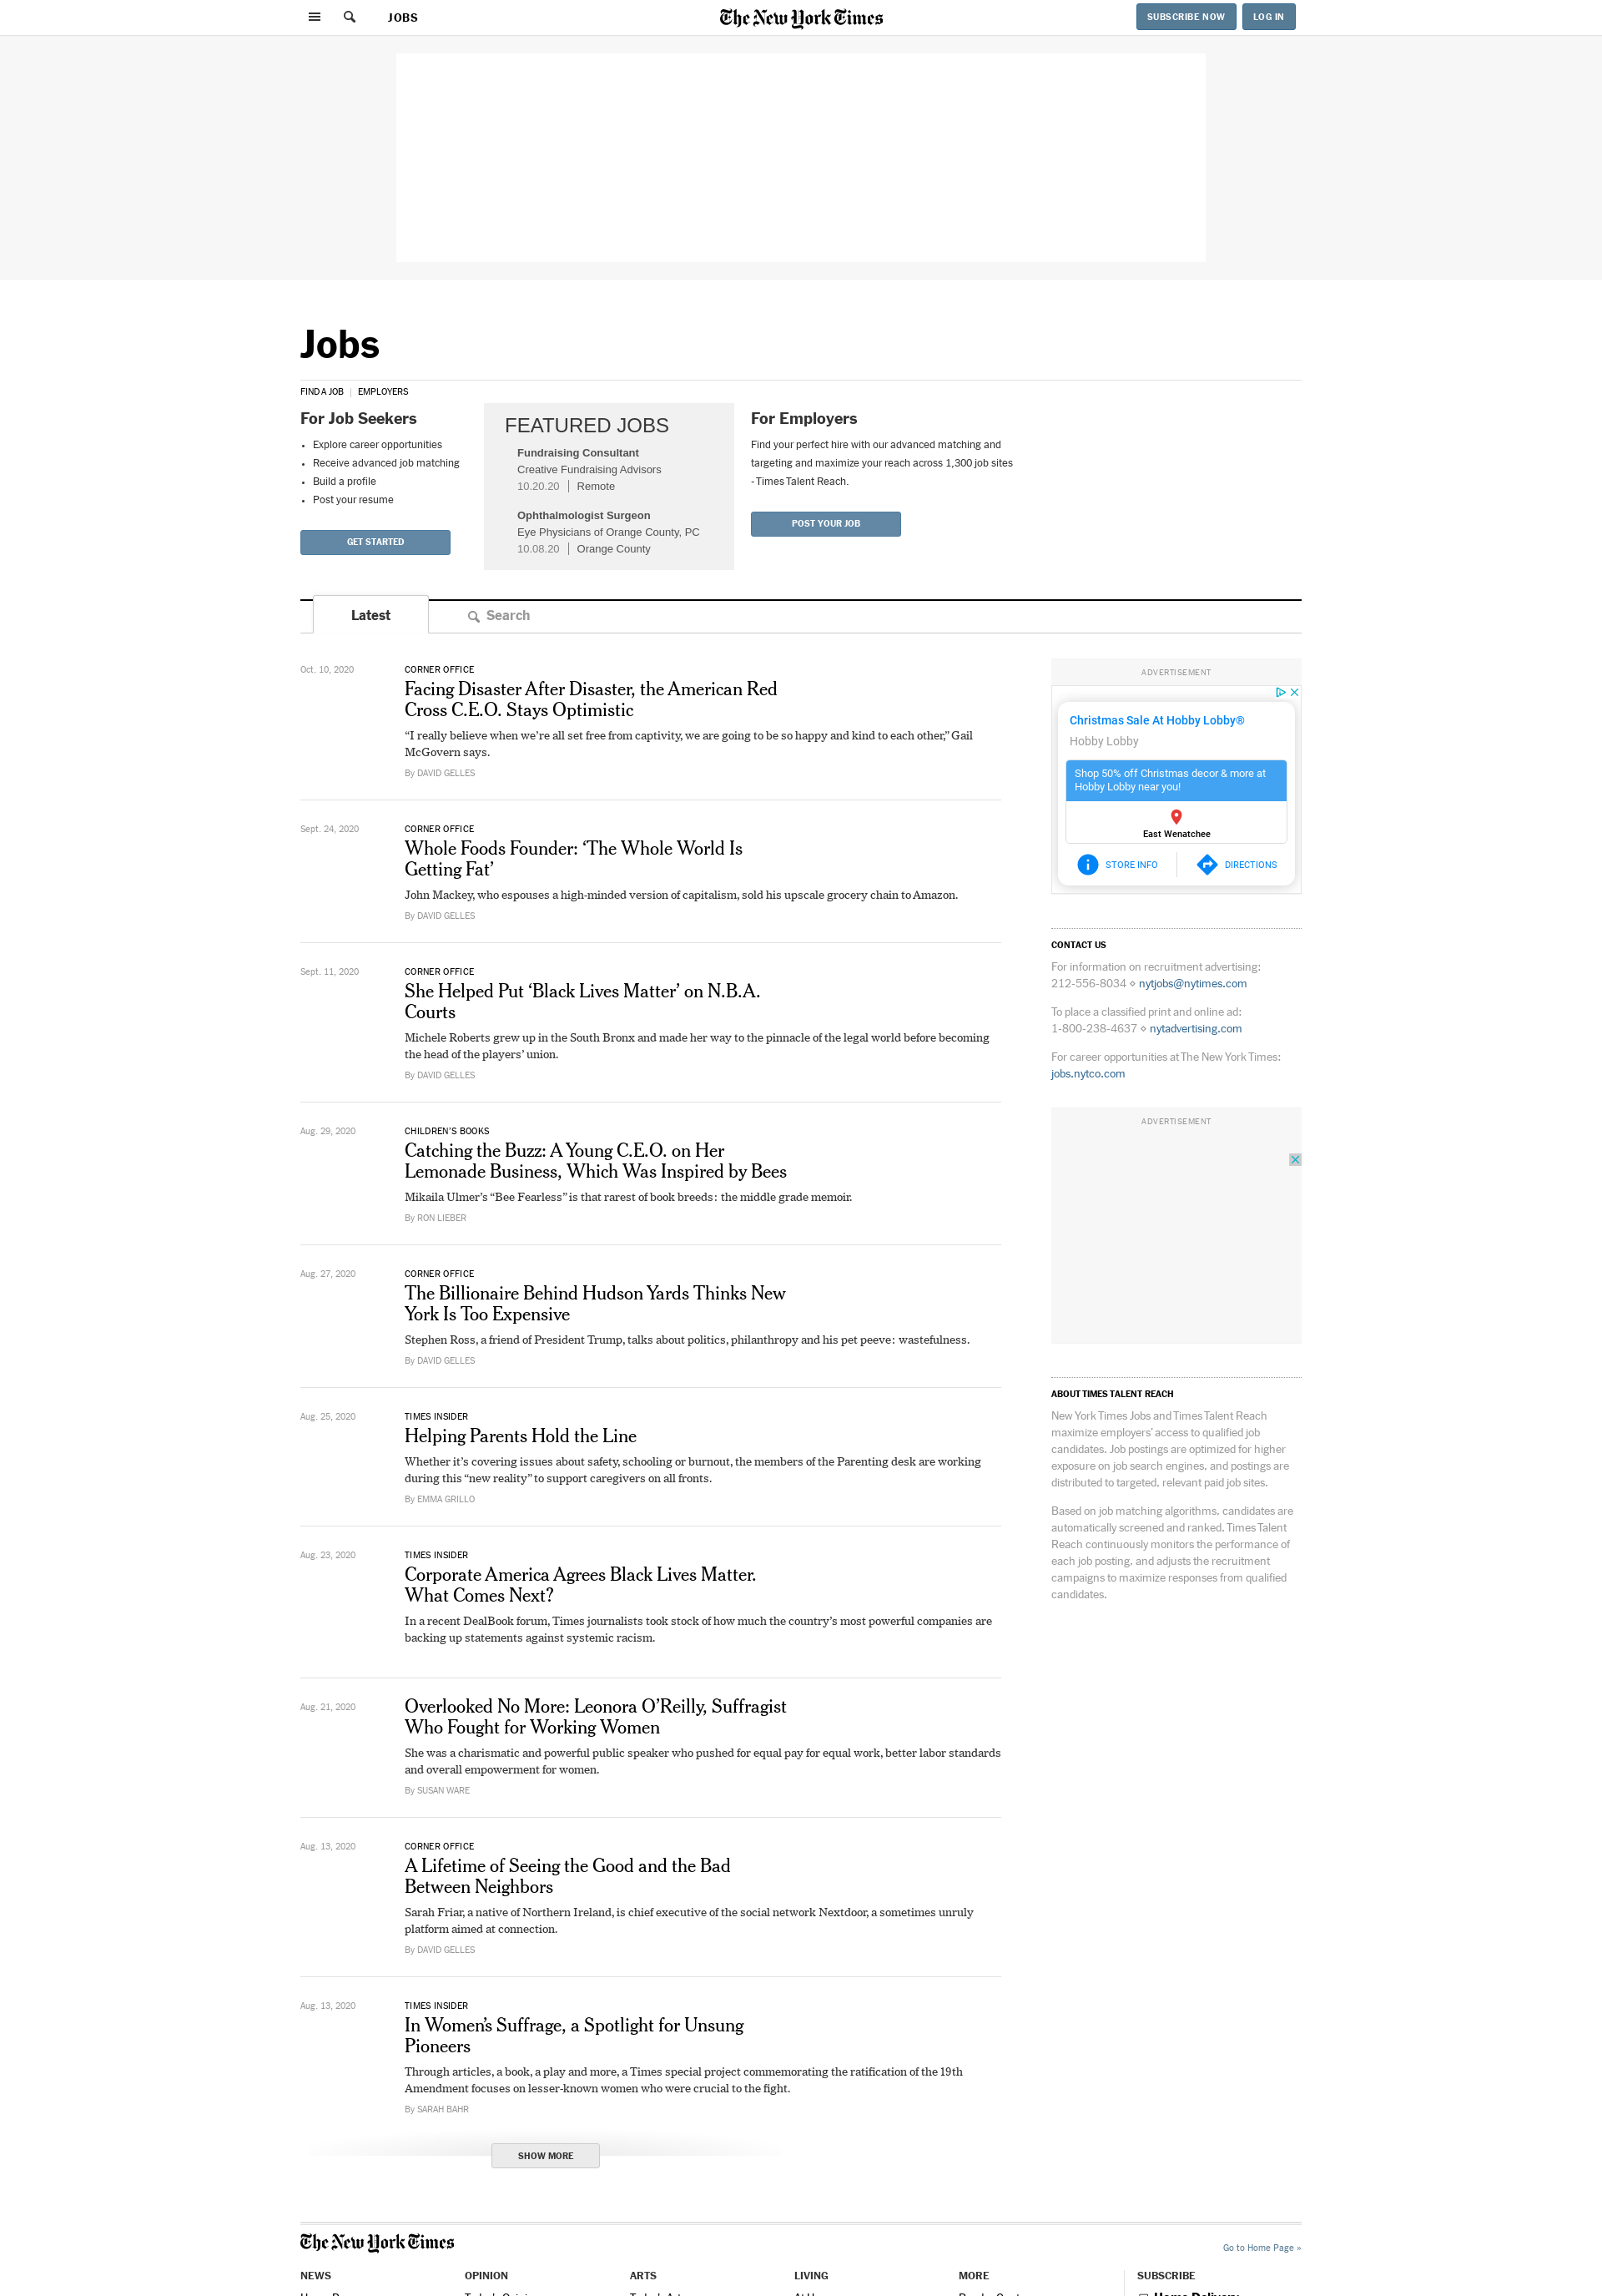 JOBS
The New York Times
SUBSCRIBE NOW
LOG IN
Jobs
FIND A JOB | EMPLOYERS
For Job Seekers
Explore career opportunities
Receive advanced job matching
Build a profile
Post your resume
GET STARTED
FEATURED JOBS
Fundraising Consultant
Creative Fundraising Advisors
10.20.20 | Remote
Ophthalmologist Surgeon
Eye Physicians of Orange County, PC
10.08.20 | Orange County
For Employers
Find your perfect hire with our advanced matching and
targeting and maximize your reach across 1,300 job sites
- Times Talent Reach.
POST YOUR JOB
Latest
Search
Oct. 10, 2020
CORNER OFFICE
Facing Disaster After Disaster, the American Red
Cross C.E.O. Stays Optimistic
“I really believe when we’re all set free from captivity, we are going to be so happy and kind to each other,” Gail
McGovern says.
By DAVID GELLES
Sept. 24, 2020
CORNER OFFICE
Whole Foods Founder: ‘The Whole World Is
Getting Fat’
John Mackey, who espouses a high-minded version of capitalism, sold his upscale grocery chain to Amazon.
By DAVID GELLES
Sept. 11, 2020
CORNER OFFICE
She Helped Put ‘Black Lives Matter’ on N.B.A.
Courts
Michele Roberts grew up in the South Bronx and made her way to the pinnacle of the legal world before becoming
the head of the players’ union.
By DAVID GELLES
Aug. 29, 2020
CHILDREN’S BOOKS
Catching the Buzz: A Young C.E.O. on Her
Lemonade Business, Which Was Inspired by Bees
Mikaila Ulmer’s “Bee Fearless” is that rarest of book breeds: the middle grade memoir.
By RON LIEBER
Aug. 27, 2020
CORNER OFFICE
The Billionaire Behind Hudson Yards Thinks New
York Is Too Expensive
Stephen Ross, a friend of President Trump, talks about politics, philanthropy and his pet peeve: wastefulness.
By DAVID GELLES
Aug. 25, 2020
TIMES INSIDER
Helping Parents Hold the Line
Whether it’s covering issues about safety, schooling or burnout, the members of the Parenting desk are working
during this “new reality” to support caregivers on all fronts.
By EMMA GRILLO
Aug. 23, 2020
TIMES INSIDER
Corporate America Agrees Black Lives Matter.
What Comes Next?
In a recent DealBook forum, Times journalists took stock of how much the country’s most powerful companies are
backing up statements against systemic racism.
Aug. 21, 2020
Overlooked No More: Leonora O’Reilly, Suffragist
Who Fought for Working Women
She was a charismatic and powerful public speaker who pushed for equal pay for equal work, better labor standards
and overall empowerment for women.
By SUSAN WARE
Aug. 13, 2020
CORNER OFFICE
A Lifetime of Seeing the Good and the Bad
Between Neighbors
Sarah Friar, a native of Northern Ireland, is chief executive of the social network Nextdoor, a sometimes unruly
platform aimed at connection.
By DAVID GELLES
Aug. 13, 2020
TIMES INSIDER
In Women’s Suffrage, a Spotlight for Unsung
Pioneers
Through articles, a book, a play and more, a Times special project commemorating the ratification of the 19th
Amendment focuses on lesser-known women who were crucial to the fight.
By SARAH BAHR
SHOW MORE
ADVERTISEMENT
Christmas Sale At Hobby Lobby®
Hobby Lobby
Shop 50% off Christmas decor & more at
Hobby Lobby near you!
East Wenatchee
STORE INFO
DIRECTIONS
CONTACT US
For information on recruitment advertising:
212-556-8034 ⋄ nytjobs@nytimes.com
To place a classified print and online ad:
1-800-238-4637 ⋄ nytadvertising.com
For career opportunities at The New York Times:
jobs.nytco.com
ADVERTISEMENT
ABOUT TIMES TALENT REACH
New York Times Jobs and Times Talent Reach
maximize employers’ access to qualified job
candidates. Job postings are optimized for higher
exposure on job search engines, and postings are
distributed to targeted, relevant paid job sites.
Based on job matching algorithms, candidates are
automatically screened and ranked. Times Talent
Reach continuously monitors the performance of
each job posting, and adjusts the recruitment
campaigns to maximize responses from qualified
candidates.
The New York Times
Go to Home Page »
NEWS
OPINION
ARTS
LIVING
MORE
SUBSCRIBE